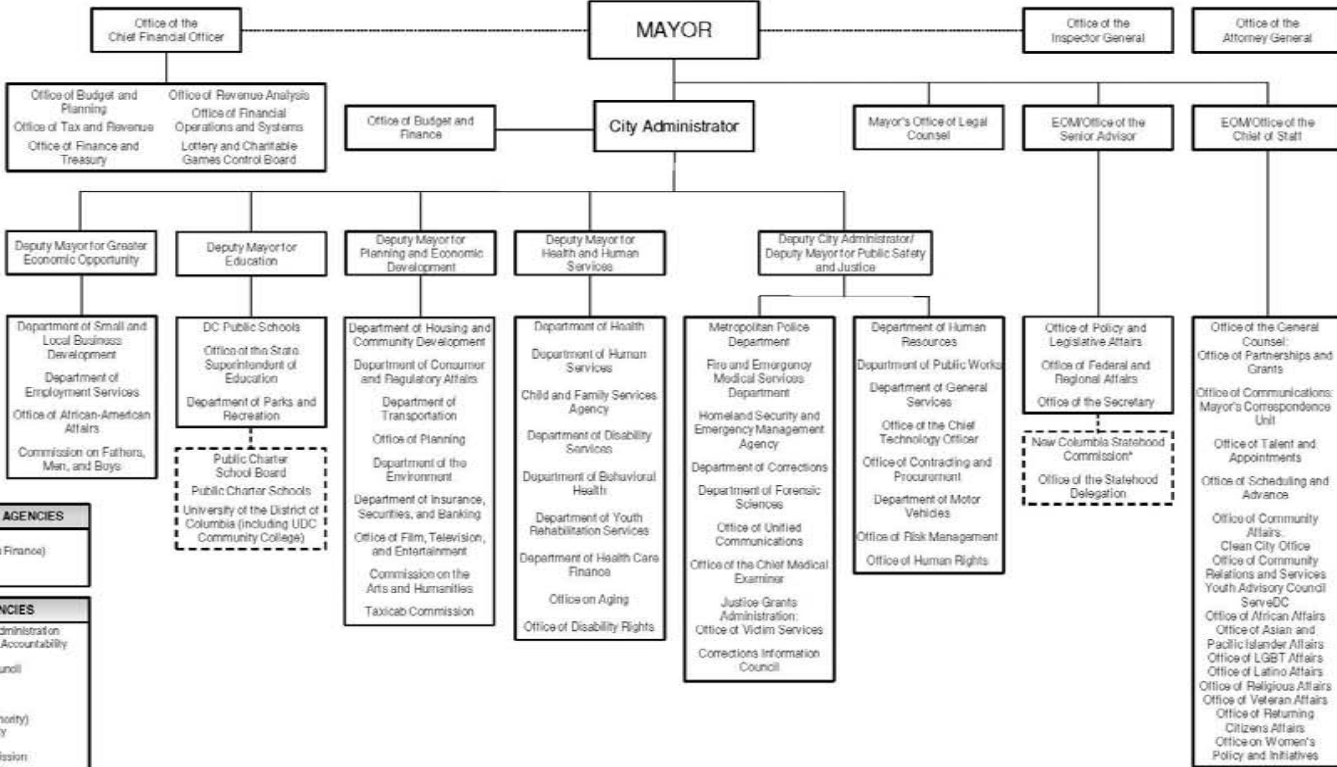 Office of the
Chief Financial Officer
MAYOR
Office of the
Inspector General
Office of the
Attorney General
Office of Budget and
Planning
Office of Tax and Revenue
Office of Finance and
Treasury
Office of Revenue Analysis
Office of Financial
Operations and Systems
Lottery and Charitable
Games Control Board
Office of Budget and
Finance
City Administrator
Mayor's Office of Legal
Counsel
EOM/Office of the
Senior Advisor
EOM/Office of the
Chief of Staff
Deputy Mayor for Greater
Economic Opportunity
Deputy Mayor for
Education
Deputy Mayor for
Planning and Economic
Development
Deputy Mayor for
Health and Human
Services
Deputy City Administrator/
Deputy Mayor for Public Safety
and Justice
Department of Small and
Local Business
Development
Department of
Employment Services
Office of African-American
Affairs
Commission on Fathers,
Men, and Boys
DC Public Schools
Office of the State
Superintendent of
Education
Department of Parks and
Recreation
Public Charter
School Board
Public Charter Schools
University of the District of
Columbia (including UDC
Community College)
Department of Housing and
Community Development
Department of Consumer
and Regulatory Affairs
Department of
Transportation
Office of Planning
Department of the
Environment
Department of Insurance,
Securities, and Banking
Office of Film, Television,
and Entertainment
Commission on the
Arts and Humanities
Taxicab Commission
Department of Health
Department of Human
Services
Child and Family Services
Agency
Department of Disability
Services
Department of Behavioral
Health
Department of Youth
Rehabilitation Services
Department of Health Care
Finance
Office on Aging
Office of Disability Rights
Metropolitan Police
Department
Fire and Emergency
Medical Services
Department
Homeland Security and
Emergency Management
Agency
Department of Corrections
Department of Forensic
Sciences
Office of Unified
Communications
Office of the Chief Medical
Examiner
Justice Grants
Administration:
Office of Victim Services
Corrections Information
Council
Department of Human
Resources
Department of Public Works
Department of General
Services
Office of the Chief
Technology Officer
Office of Contracting and
Procurement
Department of Motor
Vehicles
Office of Risk Management
Office of Human Rights
Office of Policy and
Legislative Affairs
Office of Federal and
Regional Affairs
Office of the Secretary
New Columbia Statehood
Commission*
Office of the Statehood
Delegation
Office of the General
Counsel:
Office of Partnerships and
Grants
Office of Communications:
Mayor's Correspondence
Unit
Office of Talent and
Appointments
Office of Scheduling and
Advance
Office of Community
Affairs:
Clean City Office
Office of Community
Relations and Services
Youth Advisory Council
ServeDC
Office of African Affairs
Office of Asian and
Pacific Islander Affairs
Office of LGBT Affairs
Office of Latino Affairs
Office of Religious Affairs
Office of Veteran Affairs
Office of Returning
Citizens Affairs
Office on Women's
Policy and Initiatives
AGENCIES
Finance)
NCIES
Accountability